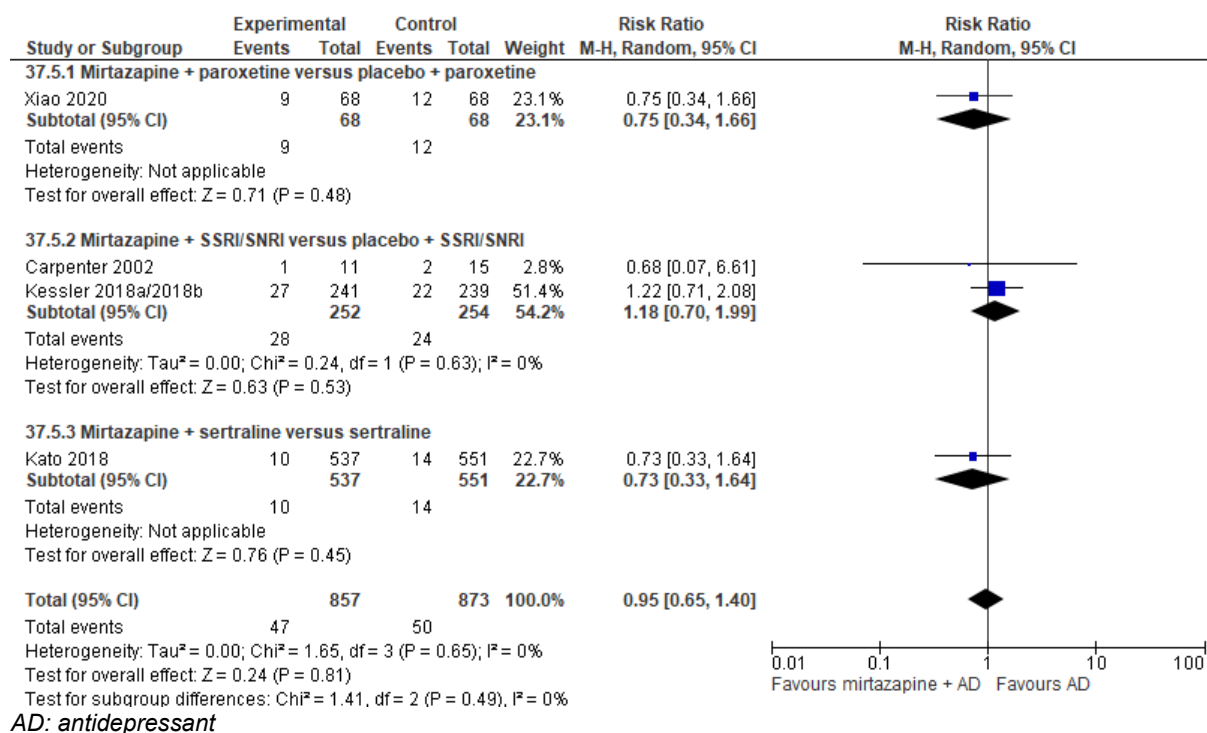 Experimental Control Risk Ratio Risk Ratio
Study or Subgroup Events Total Events Total Weight M-H, Random, 95% CI M-H, Random, 95% CI
37.5.1 Mirtazapine + paroxetine versus placebo + paroxetine
Xiao 2020 9 68 12 68 23.1% 0.75 [0.34, 1.66]
Subtotal (95% CI) 68 68 23.1% 0.75 [0.34, 1.66]
Total events 9 12
Heterogeneity: Not applicable
Test for overall effect: Z = 0.71 (P = 0.48)
37.5.2 Mirtazapine + SSRI/SNRI versus placebo + SSRI/SNRI
Carpenter 2002 1 11 2 15 2.8% 0.68 [0.07, 6.61]
Kessler 2018a/2018b 27 241 22 239 51.4% 1.22 [0.71, 2.08]
Subtotal (95% CI) 252 254 54.2% 1.18 [0.70, 1.99]
Total events 28 24
Heterogeneity: Tau² = 0.00; Chi² = 0.24, df = 1 (P = 0.63); I² = 0%
Test for overall effect: Z = 0.63 (P = 0.53)
37.5.3 Mirtazapine + sertraline versus sertraline
Kato 2018 10 537 14 551 22.7% 0.73 [0.33, 1.64]
Subtotal (95% CI) 537 551 22.7% 0.73 [0.33, 1.64]
Total events 10 14
Heterogeneity: Not applicable
Test for overall effect: Z = 0.76 (P = 0.45)
Total (95% CI) 857 873 100.0% 0.95 [0.65, 1.40]
Total events 47 50
Heterogeneity: Tau² = 0.00; Chi² = 1.65, df = 3 (P = 0.65); I² = 0%
Test for overall effect: Z = 0.24 (P = 0.81)
Test for subgroup differences: Chi² = 1.41, df = 2 (P = 0.49), I² = 0%
0.01 0.1 1 10 100
Favours mirtazapine + AD Favours AD
AD: antidepressant